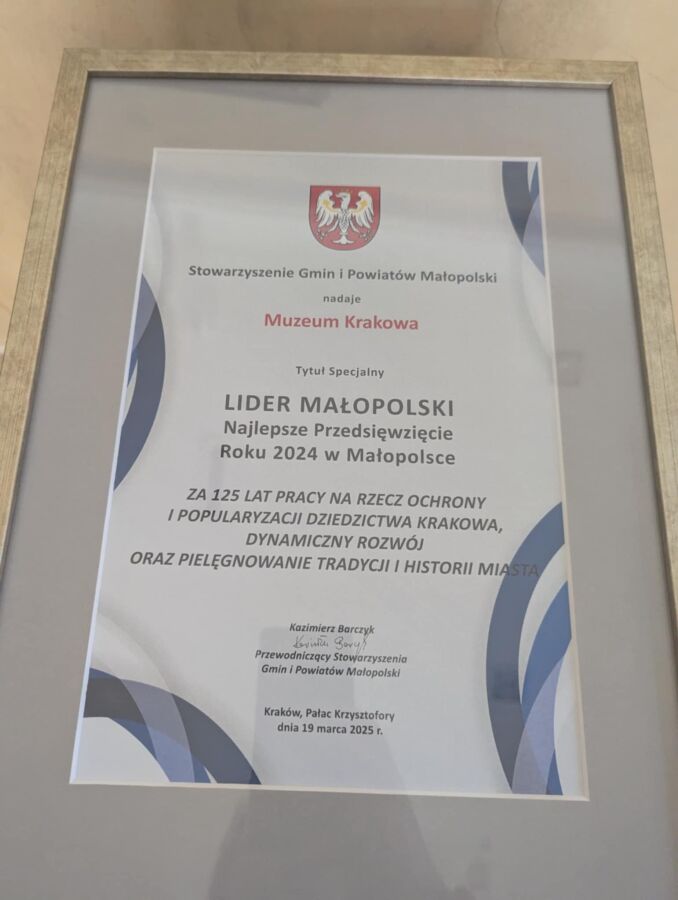 Stowarzyszenie Gmin i Powiatów Małopolski
nadaje
Muzeum Krakowa
Tytuł Specjalny
LIDER MAŁOPOLSKI
Najlepsze Przedsięwzięcie
Roku 2024 w Małopolsce
ZA 125 LAT PRACY NA RZECZ OCHRONY
I POPULARYZACJI DZIEDZICTWA KRAKOWA,
DYNAMICZNY ROZWÓJ
ORAZ PIELĘGNOWANIE TRADYCJI I HISTORII MIASTA
Kazimierz Barczyk
Przewodniczący Stowarzyszenia
Gmin i Powiatów Małopolski
Kraków, Pałac Krzysztofory
dnia 19 marca 2025 r.